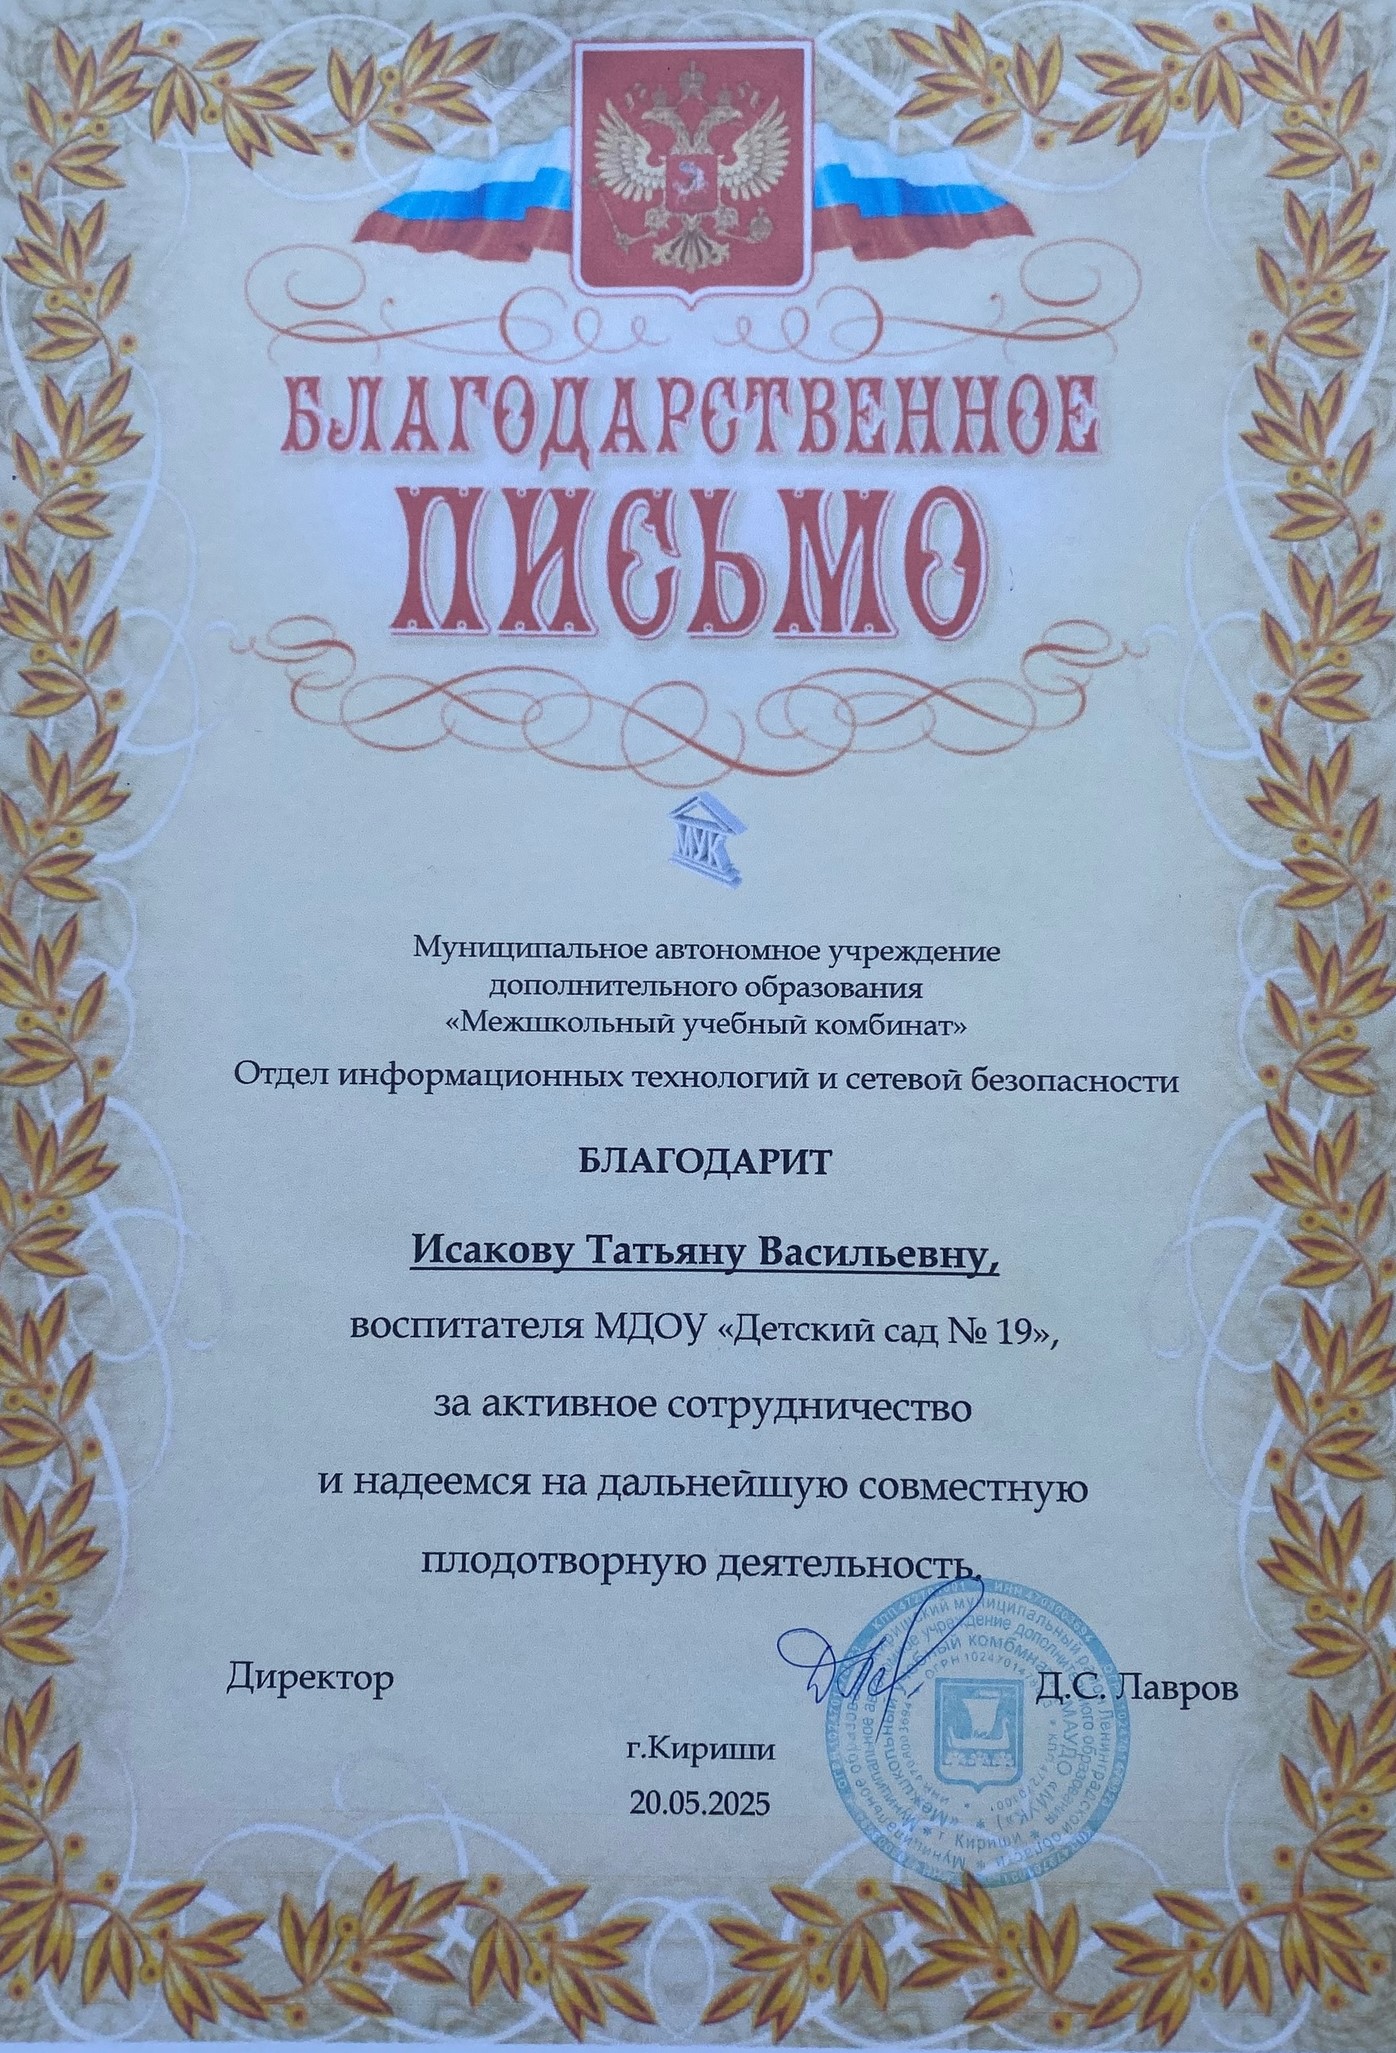 БЛАГОДАРСТВЕННОЕ
ПИСЬМО
МУК
Муниципальное автономное учреждение
дополнительного образования
«Межшкольный учебный комбинат»
Отдел информационных технологий и сетевой безопасности
БЛАГОДАРИТ
Исакову Татьяну Васильевну,
воспитателя МДОУ «Детский сад № 19»,
за активное сотрудничество
и надеемся на дальнейшую совместную
плодотворную деятельность.
Директор
Д.С. Лавров
г.Кириши
20.05.2025